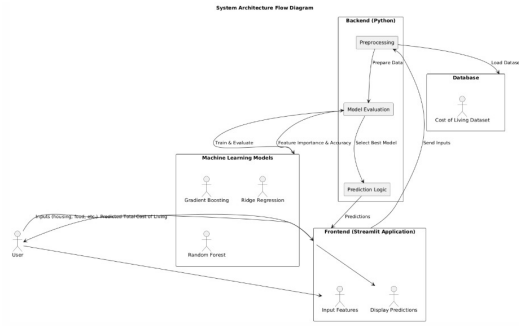 System Architecture Flow Diagram
Backend (Python)
Preprocessing
Prepare Data
Load Datase
Database
Cost of Living Dataset
Model Evaluation
Train & Evaluate
Feature Importance & Accuracy
Select Best Model
Send Inputs
Machine Learning Models
Gradient Boosting
Ridge Regression
Random Forest
Prediction Logic
Predictions
Inputs (housing, food, etc.)
Predicted Total Cost of Living
User
Frontend (Streamlit Application)
Input Features
Display Predictions